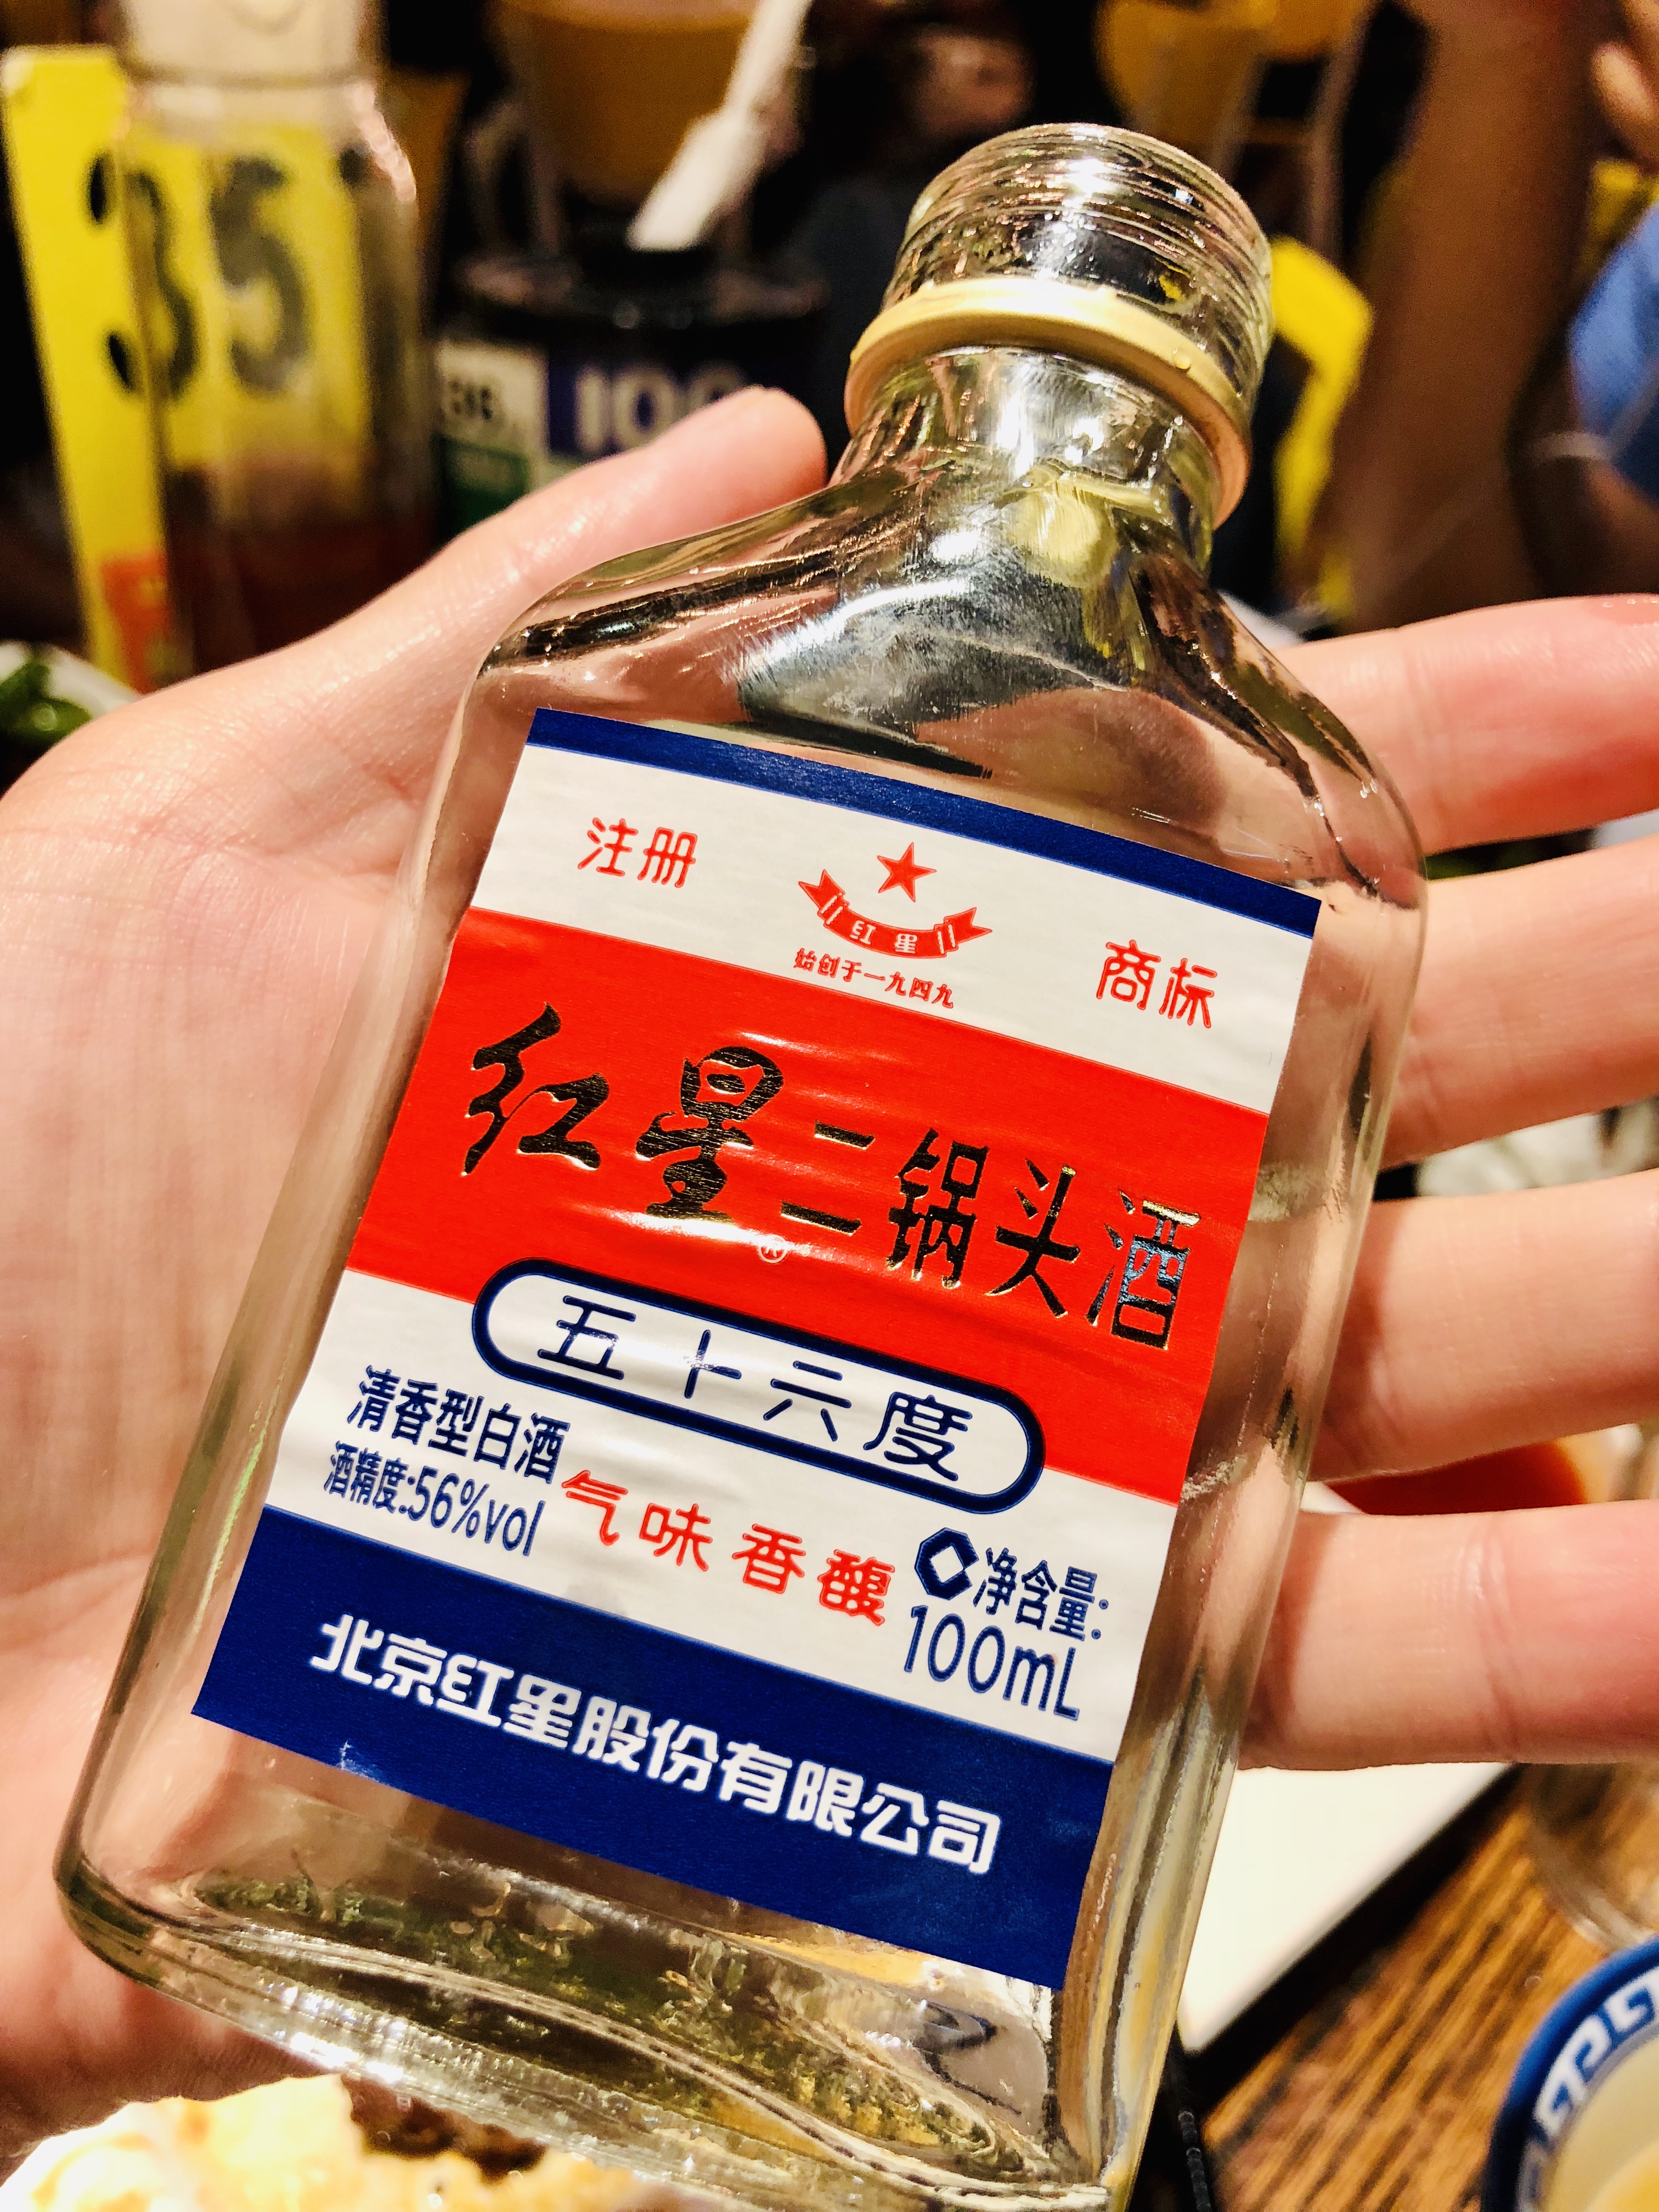 35
100
注册 商标
红星
始创于一九四九
红星二锅头酒
®
五十六度
清香型白酒
酒精度:56%vol
气味香馥
净含量:
100mL
北京红星股份有限公司